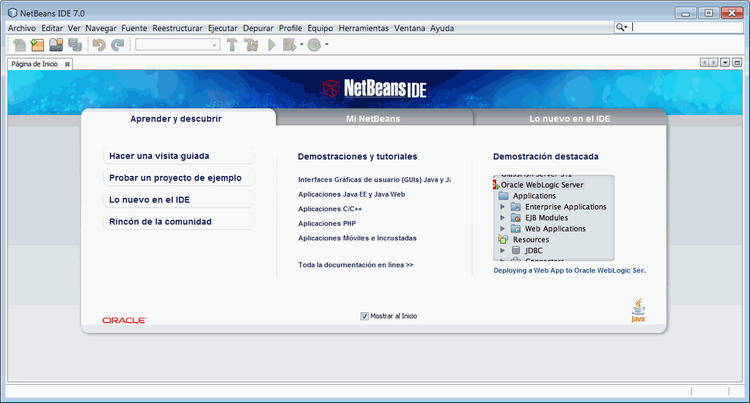 NetBeans IDE 7.0
Archivo Editar Ver Navegar Fuente Reestructurar Ejecutar Depurar Profile Equipo Herramientas Ventana Ayuda
Página de Inicio
NetBeans IDE
Aprender y descubrir
Mi NetBeans
Lo nuevo en el IDE
Hacer una visita guiada
Probar un proyecto de ejemplo
Lo nuevo en el IDE
Rincón de la comunidad
Demostraciones y tutoriales
Interfaces Gráficas de usuario (GUIs) Java y Ja
Aplicaciones Java EE y Java Web
Aplicaciones C/C++
Aplicaciones PHP
Aplicaciones Móviles e Incrustadas
Toda la documentación en línea >>
Demostración destacada
Oracle WebLogic Server
Applications
Enterprise Applications
EJB Modules
Web Applications
Resources
JDBC
Deploying a Web App to Oracle WebLogic Ser.
ORACLE
Mostrar al Inicio
Java